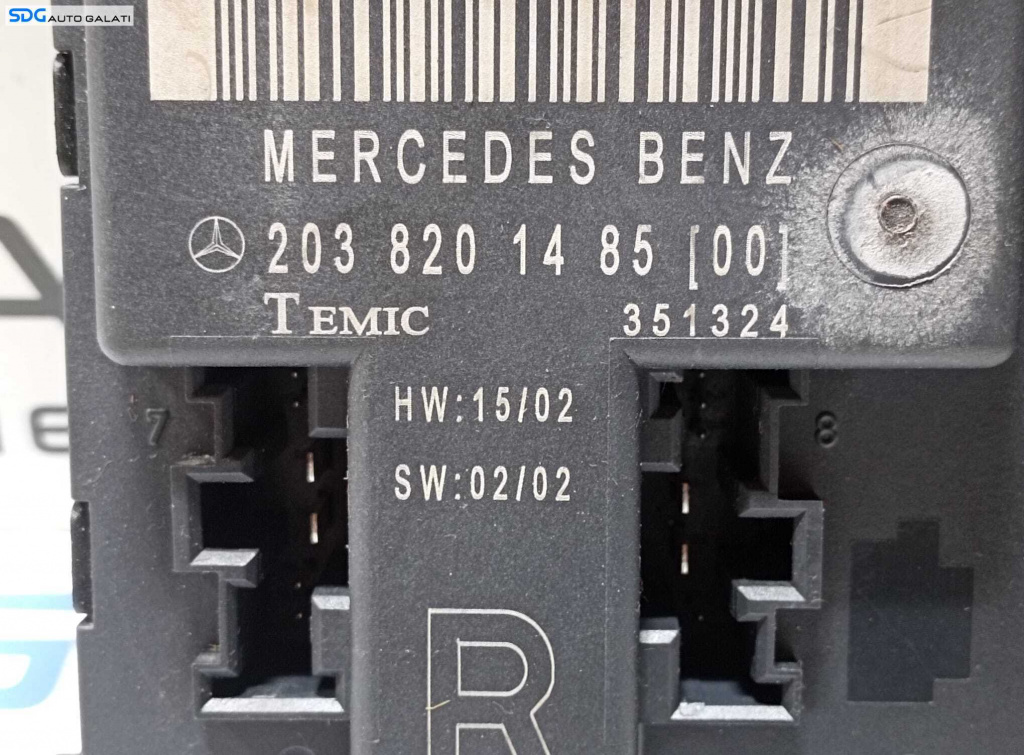 SDG AUTO GALATI
MERCEDES BENZ
203 820 14 85 [00]
TEMIC 351324
HW:15/02
7
8
SW:02/02
R